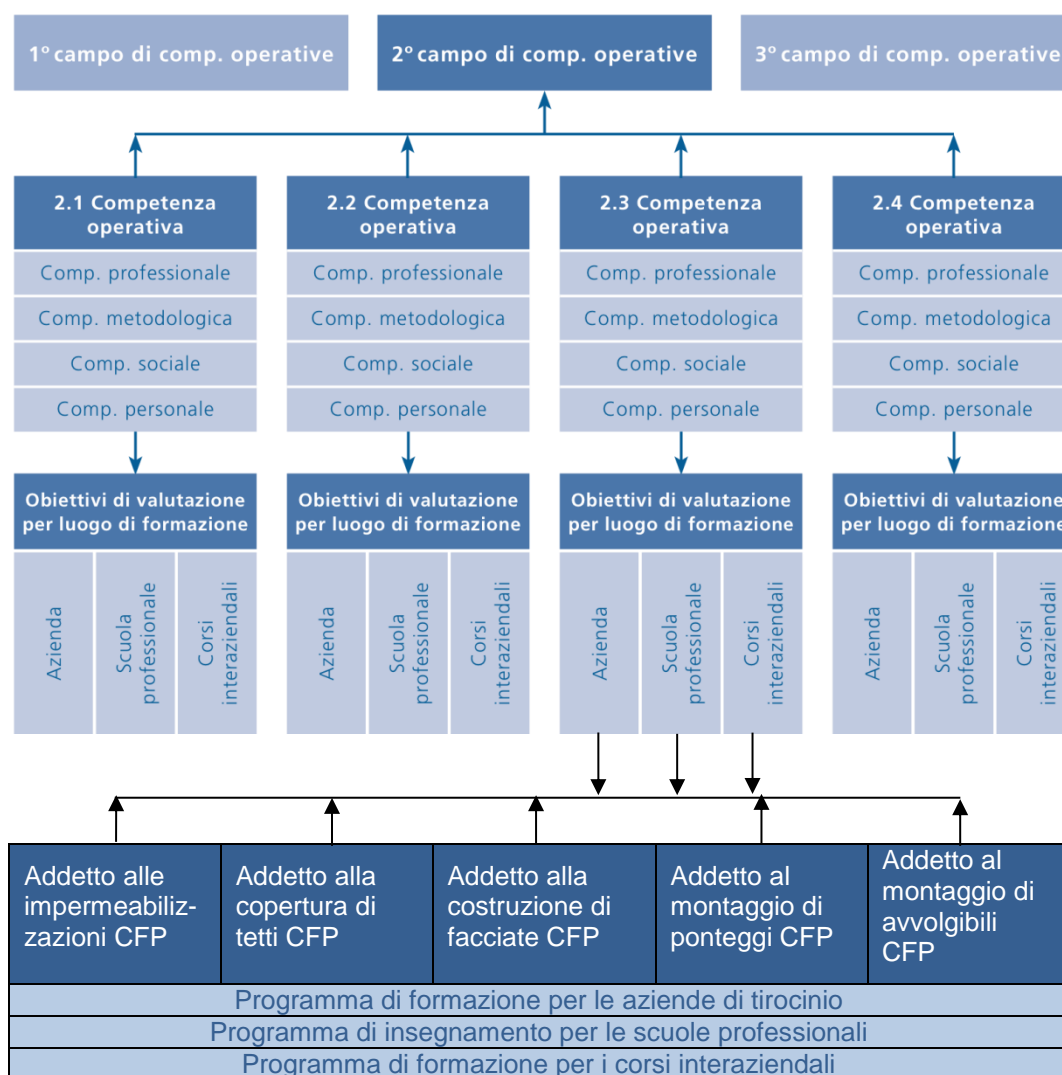 1º campo di comp. operative
2º campo di comp. operative
3º campo di comp. operative
2.1 Competenza
operativa
Comp. professionale
Comp. metodologica
Comp. sociale
Comp. personale
Obiettivi di valutazione
per luogo di formazione
Azienda
Scuola
professionale
Corsi
interaziendali
2.2 Competenza
operativa
Comp. professionale
Comp. metodologica
Comp. sociale
Comp. personale
Obiettivi di valutazione
per luogo di formazione
Azienda
Scuola
professionale
Corsi
interaziendali
2.3 Competenza
operativa
Comp. professionale
Comp. metodologica
Comp. sociale
Comp. personale
Obiettivi di valutazione
per luogo di formazione
Azienda
Scuola
professionale
Corsi
interaziendali
2.4 Competenza
operativa
Comp. professionale
Comp. metodologica
Comp. sociale
Comp. personale
Obiettivi di valutazione
per luogo di formazione
Azienda
Scuola
professionale
Corsi
interaziendali
Addetto alle
impermeabiliz-
zazioni CFP
Addetto alla
copertura di
tetti CFP
Addetto alla
costruzione di
facciate CFP
Addetto al
montaggio di
ponteggi CFP
Addetto al
montaggio di
avvolgibili
CFP
Programma di formazione per le aziende di tirocinio
Programma di insegnamento per le scuole professionali
Programma di formazione per i corsi interaziendali